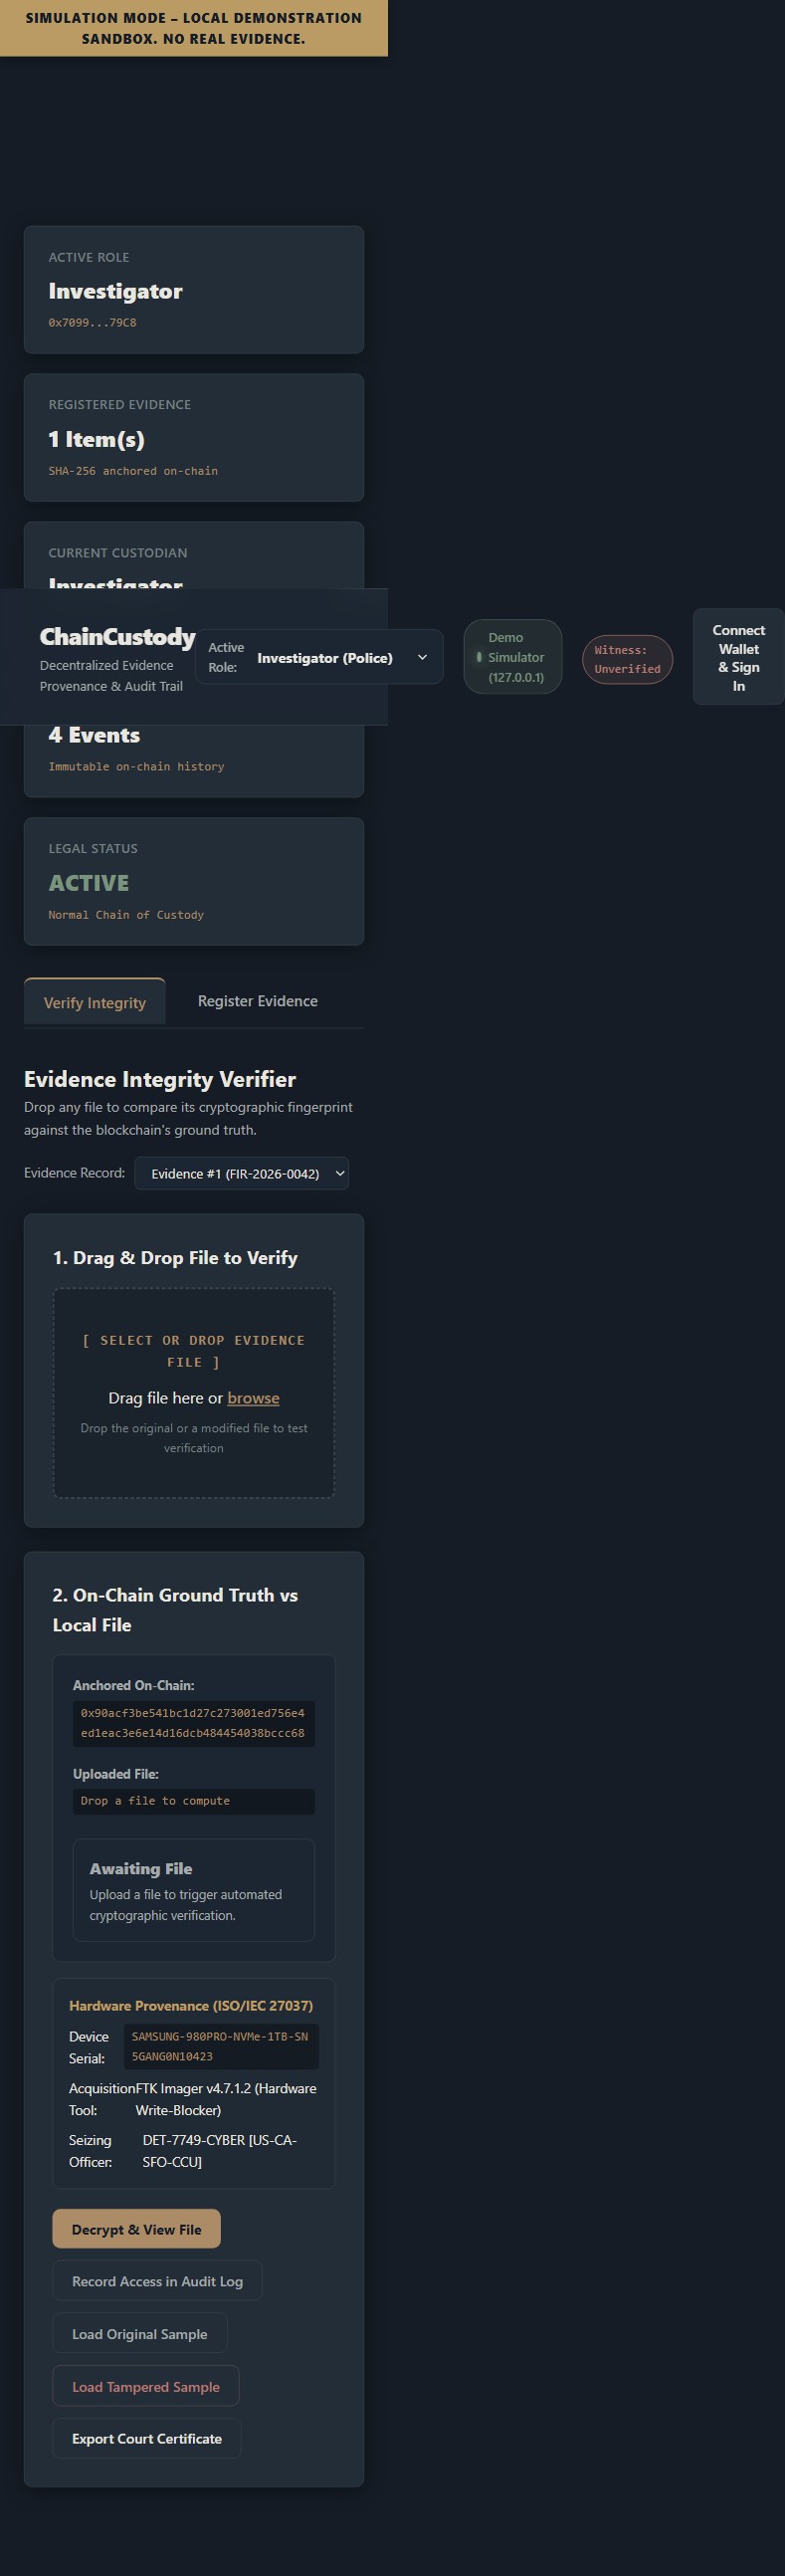 SIMULATION MODE – LOCAL DEMONSTRATION
SANDBOX. NO REAL EVIDENCE.
ACTIVE ROLE
Investigator
0x7099...79C8
REGISTERED EVIDENCE
1 Item(s)
SHA-256 anchored on-chain
CURRENT CUSTODIAN
Investigator
ChainCustody
Decentralized Evidence
Provenance & Audit Trail
Active
Role:
Investigator (Police)
Demo
Simulator
(127.0.0.1)
Witness:
Unverified
Connect
Wallet
& Sign
In
4 Events
Immutable on-chain history
LEGAL STATUS
ACTIVE
Normal Chain of Custody
Verify Integrity
Register Evidence
Evidence Integrity Verifier
Drop any file to compare its cryptographic fingerprint
against the blockchain's ground truth.
Evidence Record: Evidence #1 (FIR-2026-0042)
1. Drag & Drop File to Verify
[ SELECT OR DROP EVIDENCE
FILE ]
Drag file here or browse
Drop the original or a modified file to test
verification
2. On-Chain Ground Truth vs
Local File
Anchored On-Chain:
0x90acf3be541bc1d27c273001ed756e4
ed1eac3e6e14d16dcb484454038bccc68
Uploaded File:
Drop a file to compute
Awaiting File
Upload a file to trigger automated
cryptographic verification.
Hardware Provenance (ISO/IEC 27037)
Device
Serial:
SAMSUNG-980PRO-NVMe-1TB-SN
5GANG0N10423
Acquisition
Tool:
FTK Imager v4.7.1.2 (Hardware
Write-Blocker)
Seizing
Officer:
DET-7749-CYBER [US-CA-
SFO-CCU]
Decrypt & View File
Record Access in Audit Log
Load Original Sample
Load Tampered Sample
Export Court Certificate